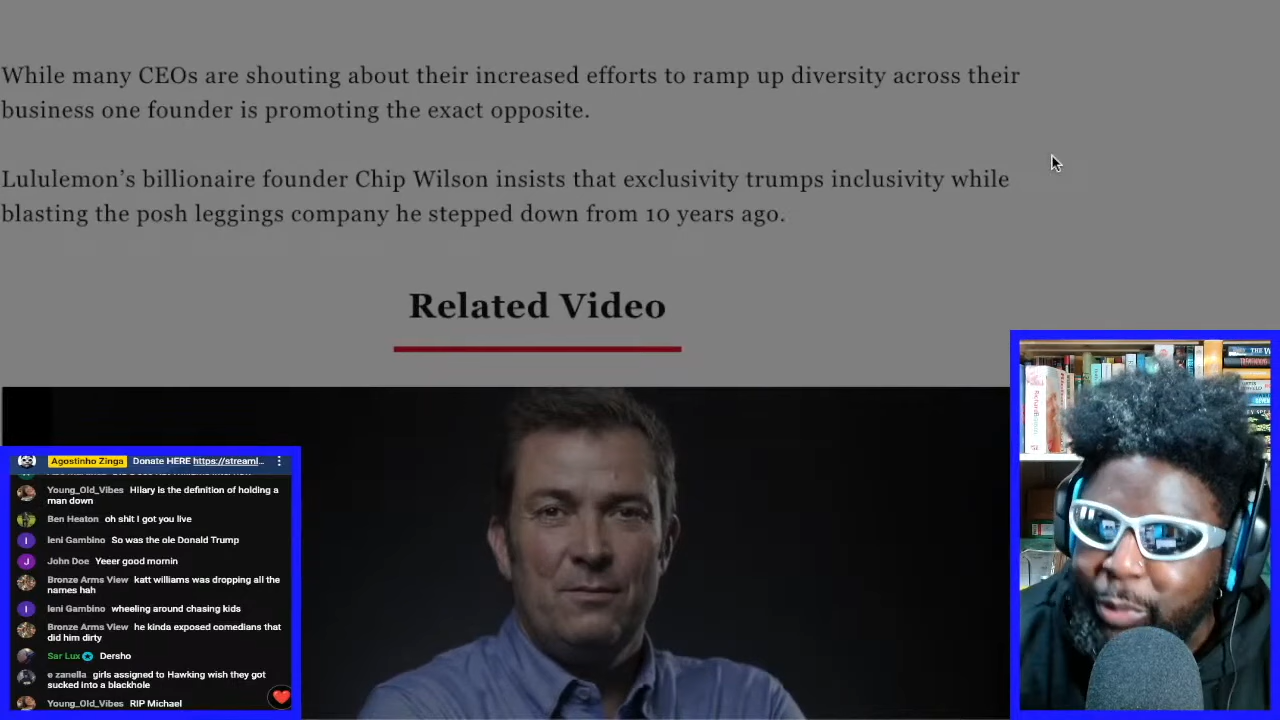 While many CEOs are shouting about their increased efforts to ramp up diversity across their
business one founder is promoting the exact opposite.
Lululemon’s billionaire founder Chip Wilson insists that exclusivity trumps inclusivity while
blasting the posh leggings company he stepped down from 10 years ago.
Related Video
Agostinho Zinga Donate HERE https://streaml...
Young_Old_Vibes Hilary is the definition of holding a
man down
Ben Heaton oh shit I got you live
Ieni Gambino So was the ole Donald Trump
John Doe Yeeer good mornin
Bronze Arms View katt williams was dropping all the
names hah
Ieni Gambino wheeling around chasing kids
Bronze Arms View he kinda exposed comedians that
did him dirty
Sar Lux Dersho
e zanella girls assigned to Hawking wish they got
sucked into a blackhole
Young_Old_Vibes RIP Michael